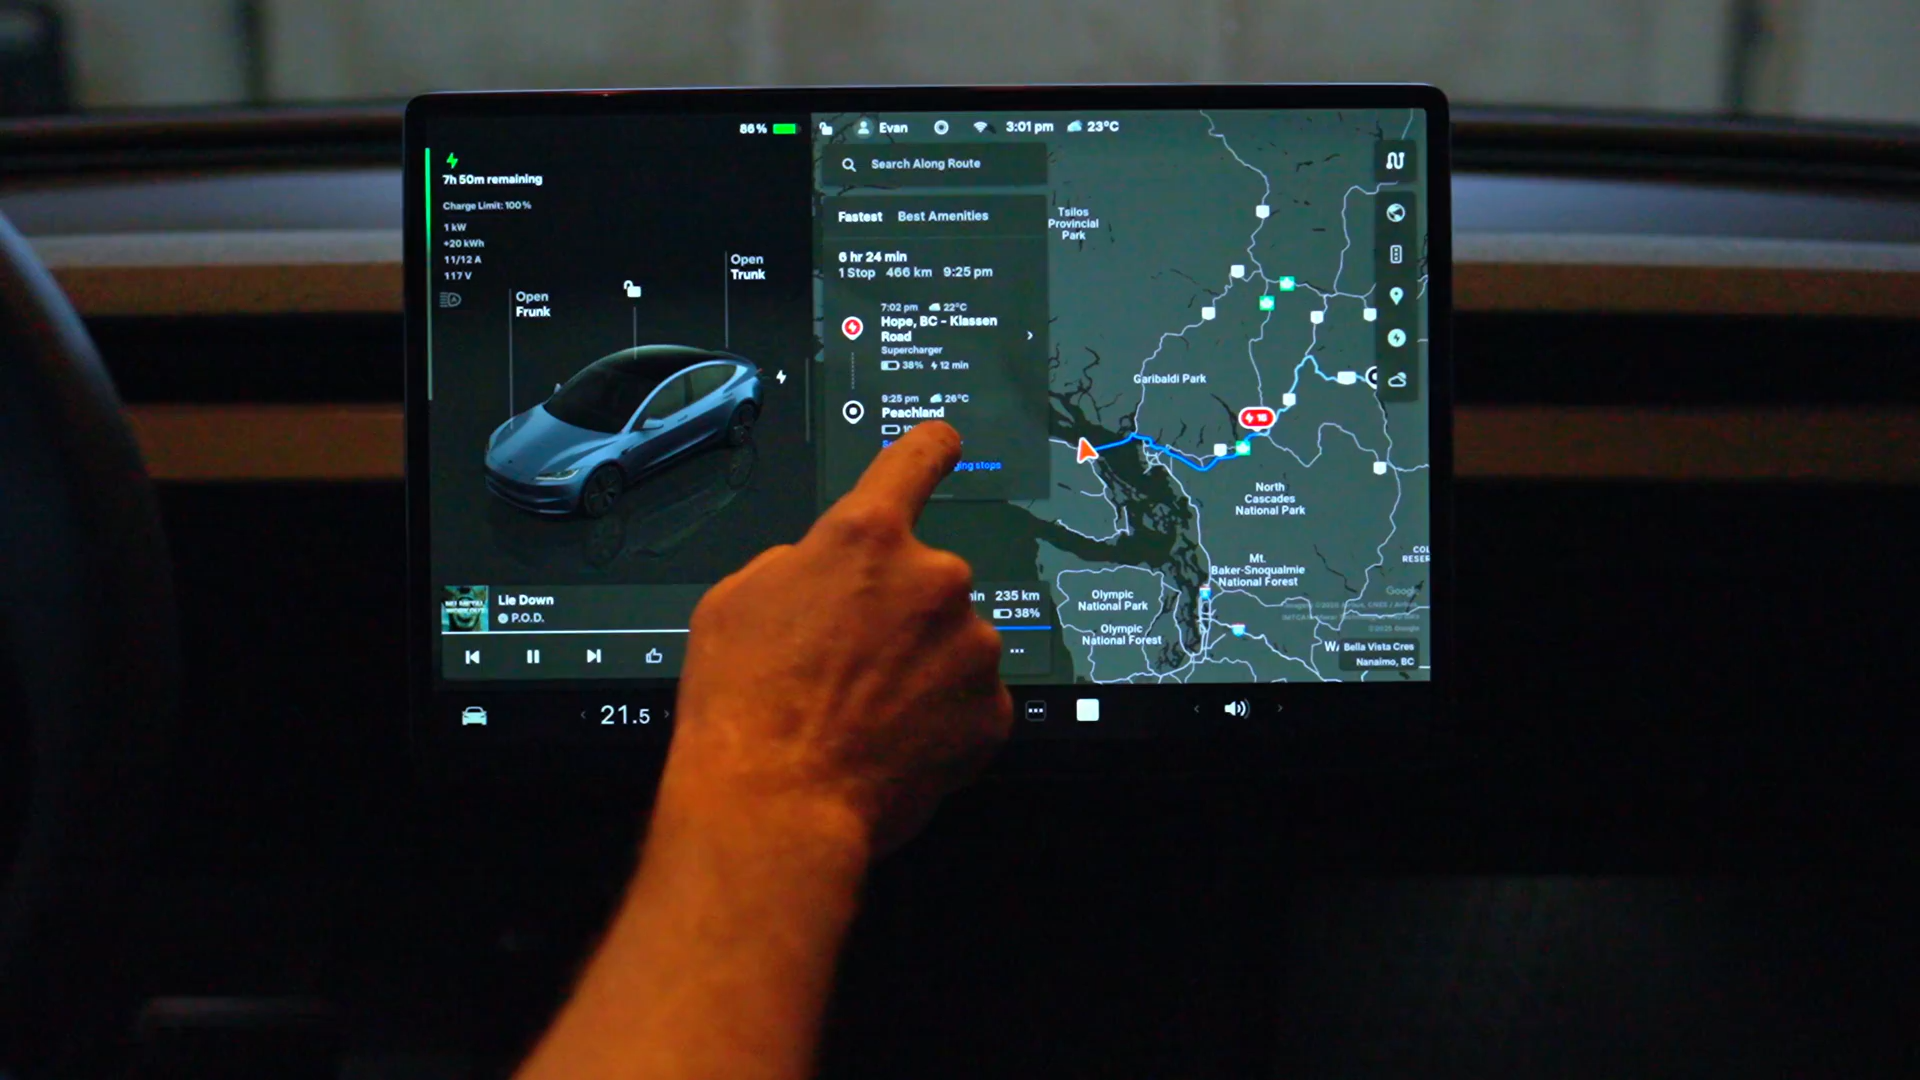 86%
7h 50m remaining
Charge Limit: 100%
1 kW
+20 kWh
11/12 A
117 V
Open
Frunk
Open
Trunk
Lie Down
P.O.D.
21.5
Evan
3:01 pm
23°C
Search Along Route
Fastest
Best Amenities
6 hr 24 min
1 Stop 466 km 9:25 pm
7:02 pm 22°C
Hope, BC - Klassen
Road
Supercharger
38% 12 min
9:25 pm 26°C
Peachland
stops
235 km
38%
Tsilos
Provincial
Park
Garibaldi Park
North
Cascades
National Park
Mt.
Baker-Snoqualmie
National Forest
Olympic
National Park
Olympic
National Forest
Google
Bella Vista Cres
Nanaimo, BC